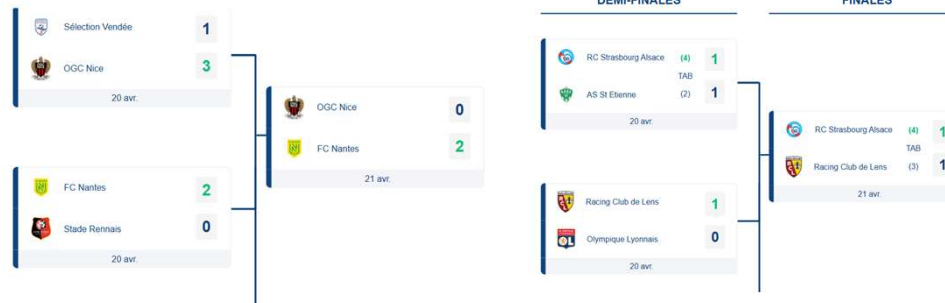 DEMI-FINALES
FINALES
Sélection Vendée 1
OGC Nice 3
20 avr.
OGC Nice 0
FC Nantes 2
21 avr.
FC Nantes 2
Stade Rennais 0
20 avr.
RC Strasbourg Alsace (4) 1
TAB
AS St Etienne (2) 1
20 avr.
RC Strasbourg Alsace (4) 1
TAB
Racing Club de Lens (3) 1
21 avr.
Racing Club de Lens 1
Olympique Lyonnais 0
20 avr.